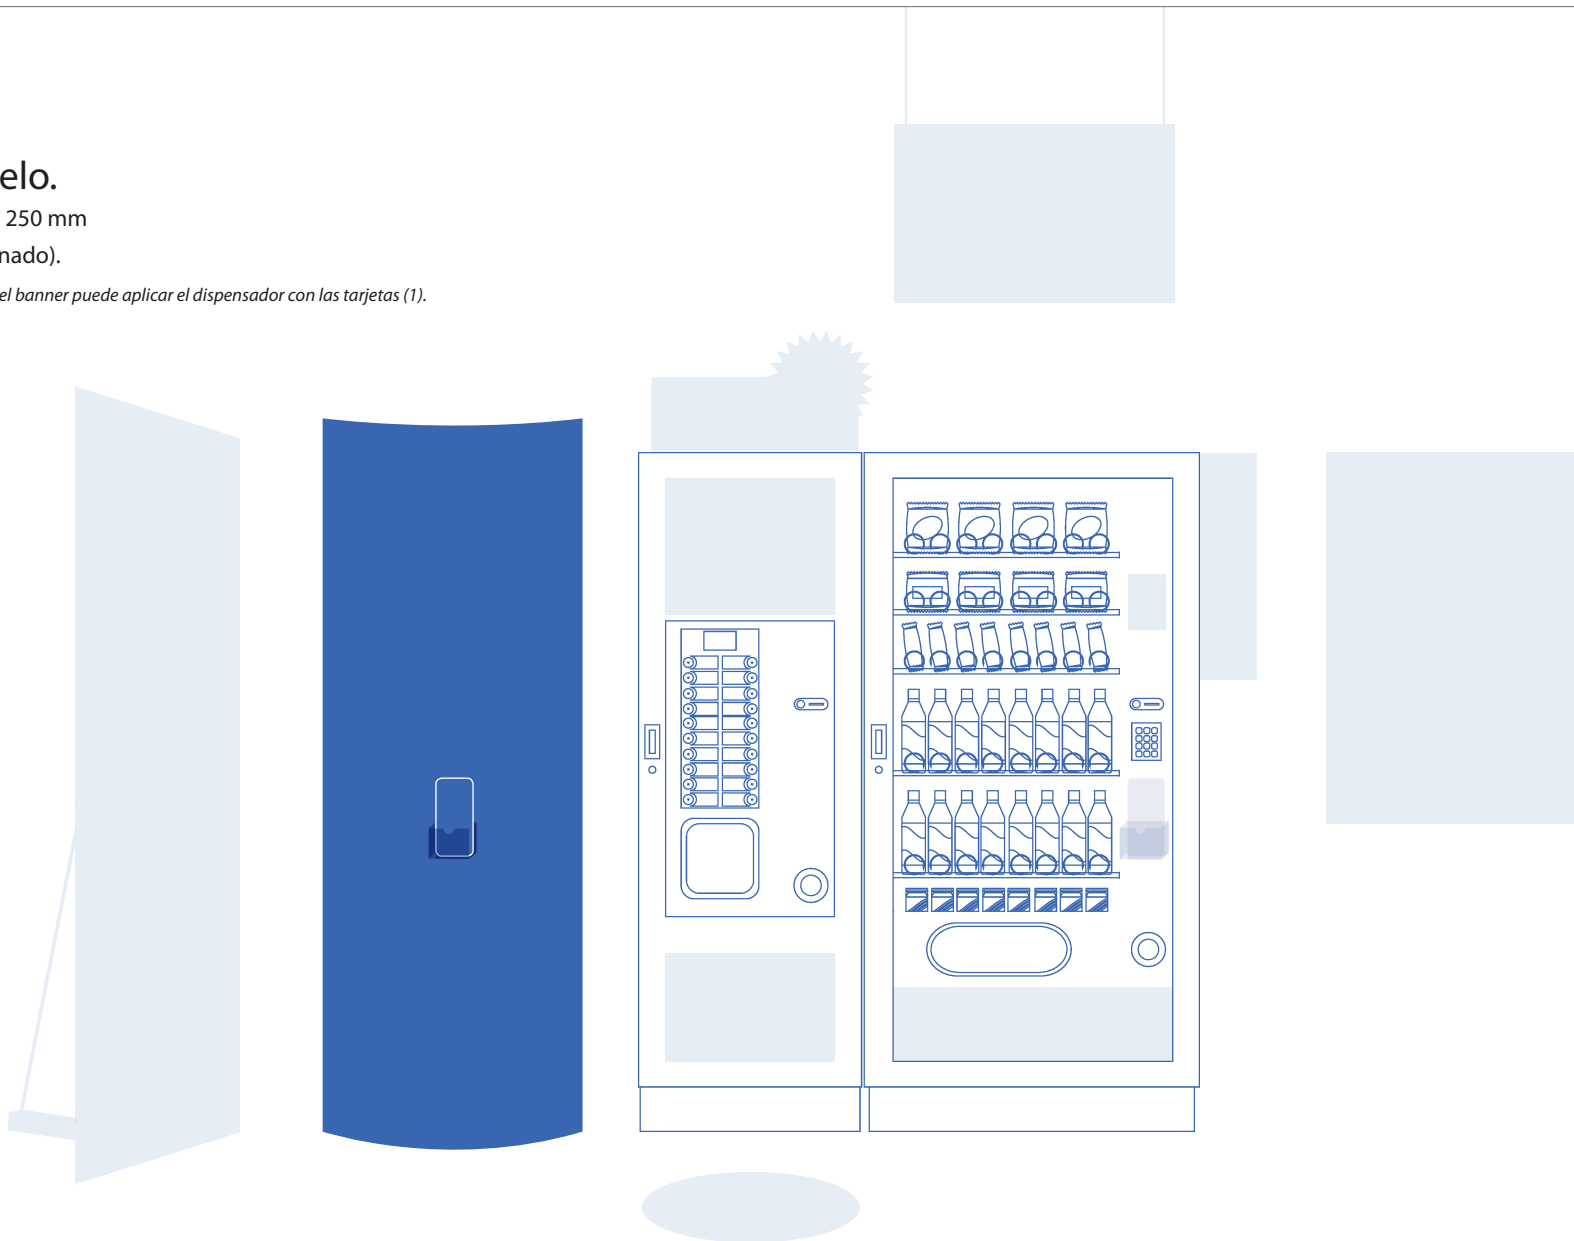 elo.
250 mm
nado).
el banner puede aplicar el dispensador con las tarjetas (1).